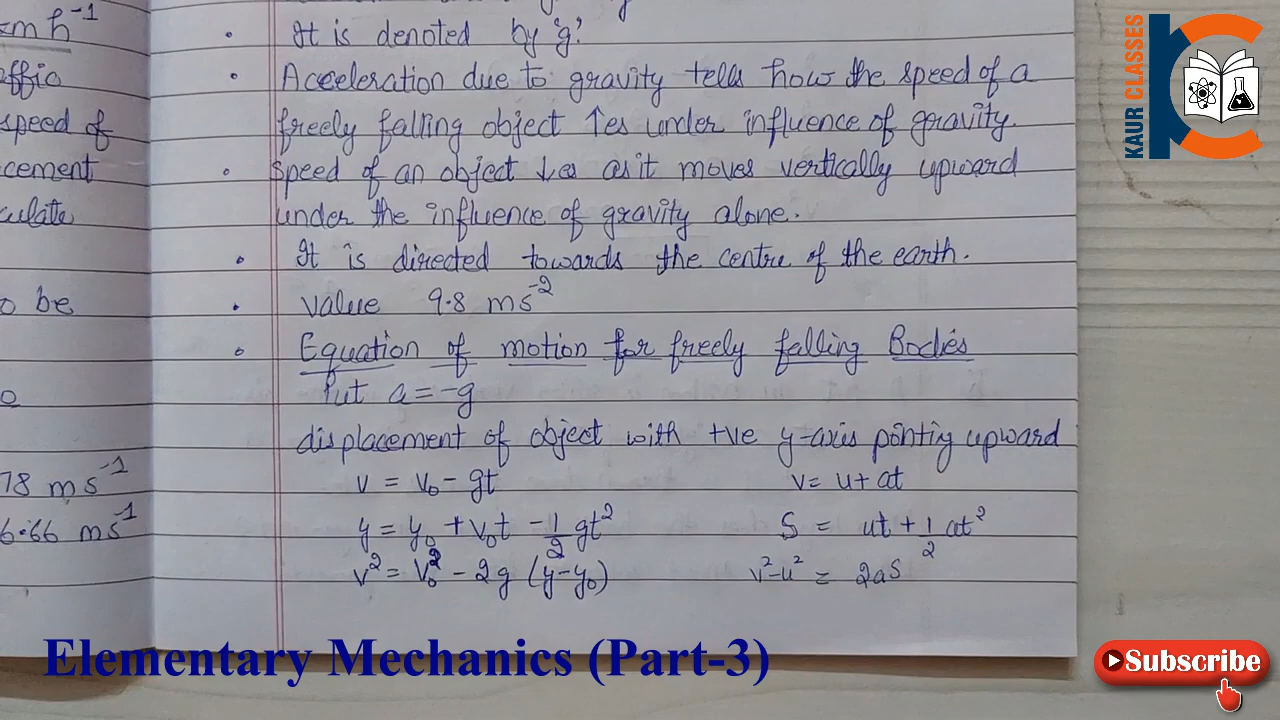 mh⁻¹
effic
speed of
cement
culate
o be
78 ms⁻¹
6.66 ms⁻¹
• It is denoted by 'g'.
• Acceleration due to gravity tells how the speed of a
freely falling object ↑es under influence of gravity.
• Speed of an object ↓es as it moves vertically upward
under the influence of gravity alone.
• It is directed towards the centre of the earth.
• value 9.8 ms⁻²
• Equation of motion for freely falling Bodies
Put a = -g
displacement of object with +ve y-axis pointiy upward
v = v₀ - gt v = u + at
y = y₀ + v₀t - 1/2 gt² S = ut + 1/2 at²
v² = v₀² - 2g (y-y₀) v²-u² = 2aS
Elementary Mechanics (Part-3)
KAUR CLASSES
Subscribe